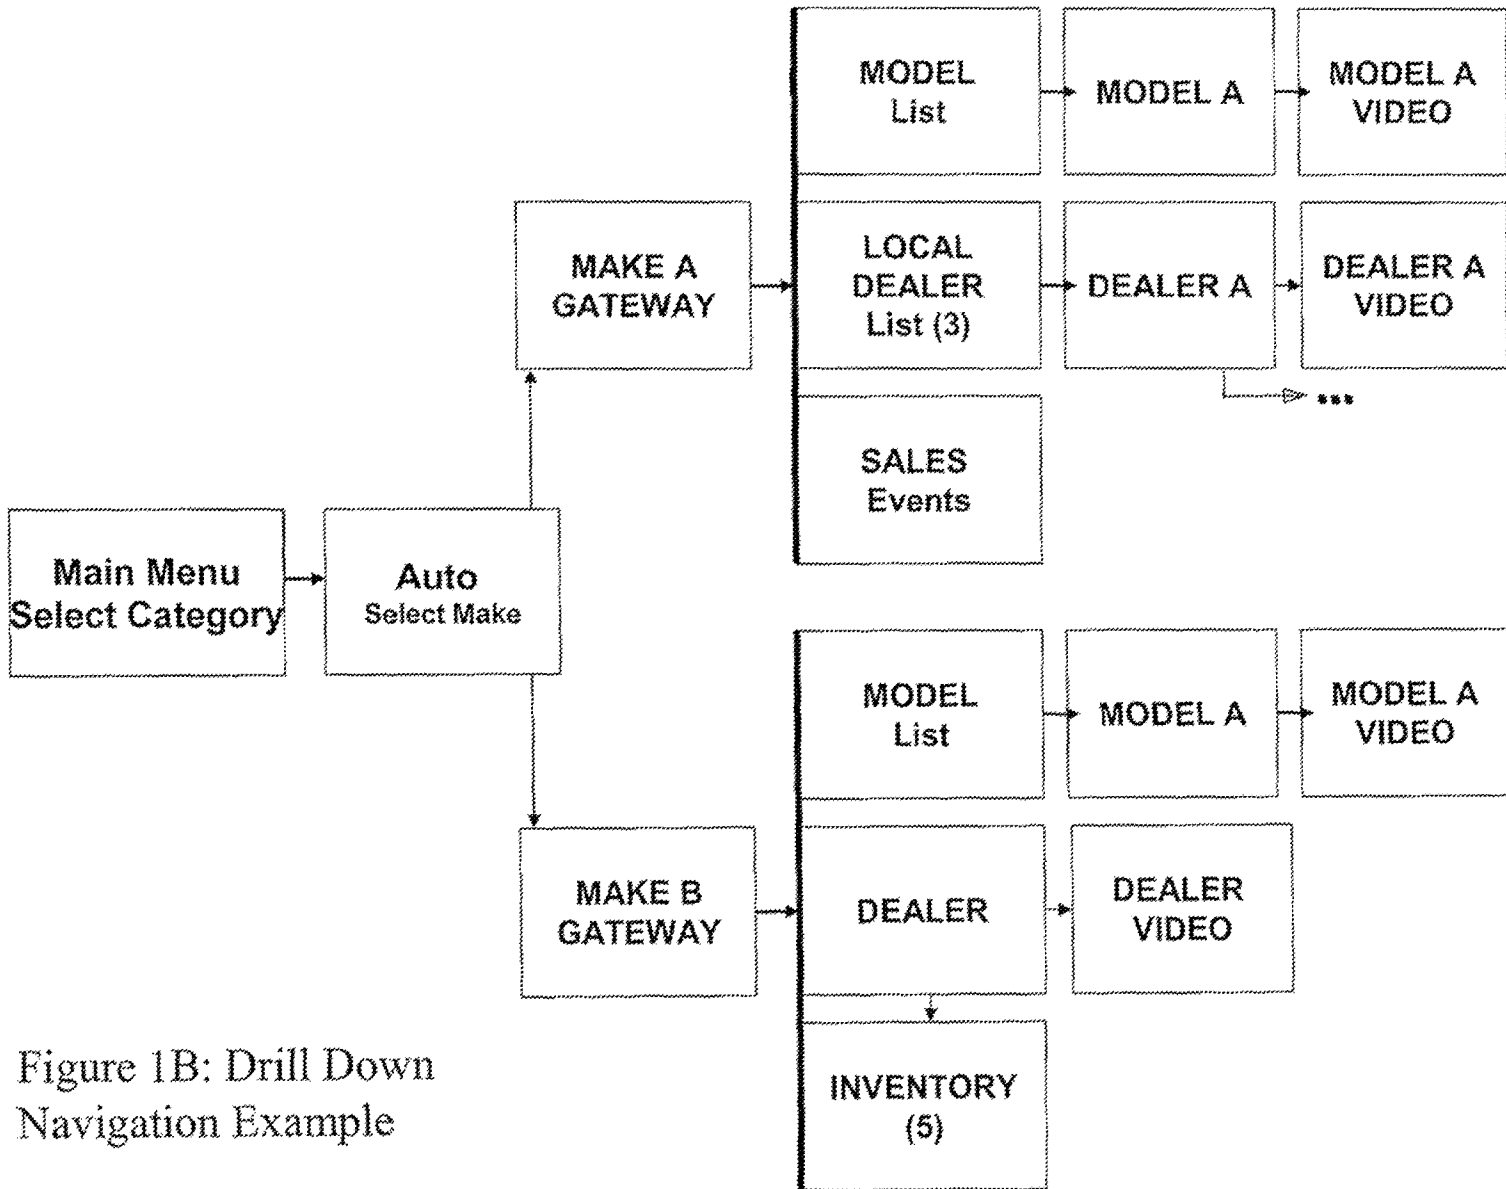 MODEL
List
MODEL A
MODEL A
VIDEO
MAKE A
GATEWAY
LOCAL
DEALER
List (3)
DEALER A
DEALER A
VIDEO
...
SALES
Events
Main Menu
Select Category
Auto
Select Make
MODEL
List
MODEL A
MODEL A
VIDEO
MAKE B
GATEWAY
DEALER
DEALER
VIDEO
INVENTORY
(5)
Figure 1B: Drill Down
Navigation Example